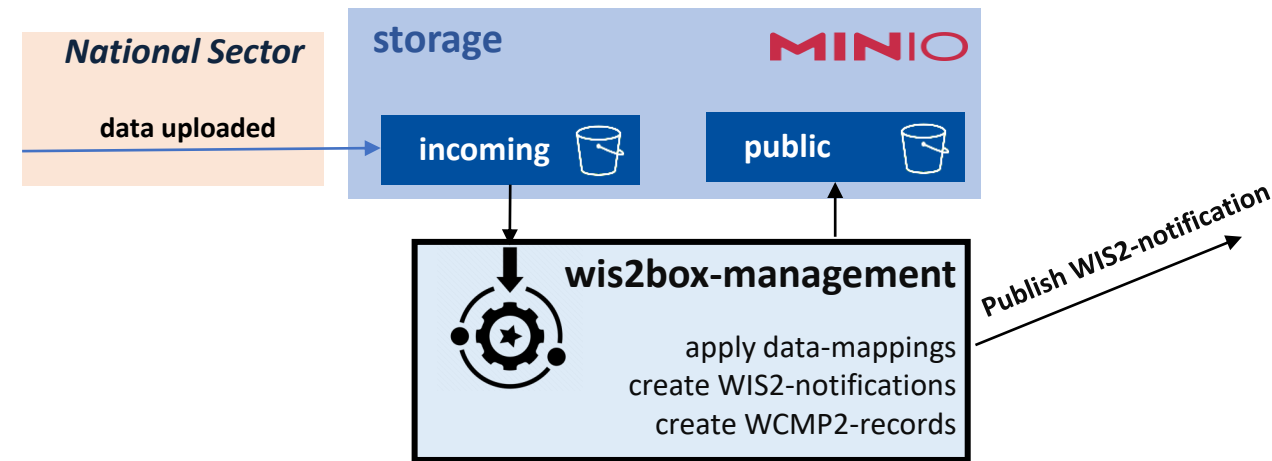 National Sector
data uploaded
storage
MINIO
incoming
public
wis2box-management
apply data-mappings
create WIS2-notifications
create WCMP2-records
Publish WIS2-notification